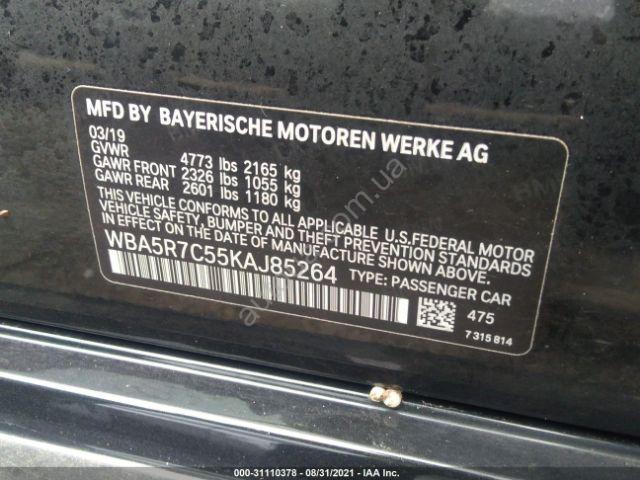 MFD BY BAYERISCHE MOTOREN WERKE AG
03/19
GVWR 4773 lbs 2165 kg
GAWR FRONT 2326 lbs 1055 kg
GAWR REAR 2601 lbs 1180 kg
THIS VEHICLE CONFORMS TO ALL APPLICABLE U.S.FEDERAL MOTOR
VEHICLE SAFETY, BUMPER AND THEFT PREVENTION STANDARDS
IN EFFECT ON THE DATE OF MANUFACTURE SHOWN ABOVE.
WBA5R7C55KAJ85264 TYPE: PASSENGER CAR
475
7 315 814
000-31110378 - 08/31/2021 - IAA Inc.